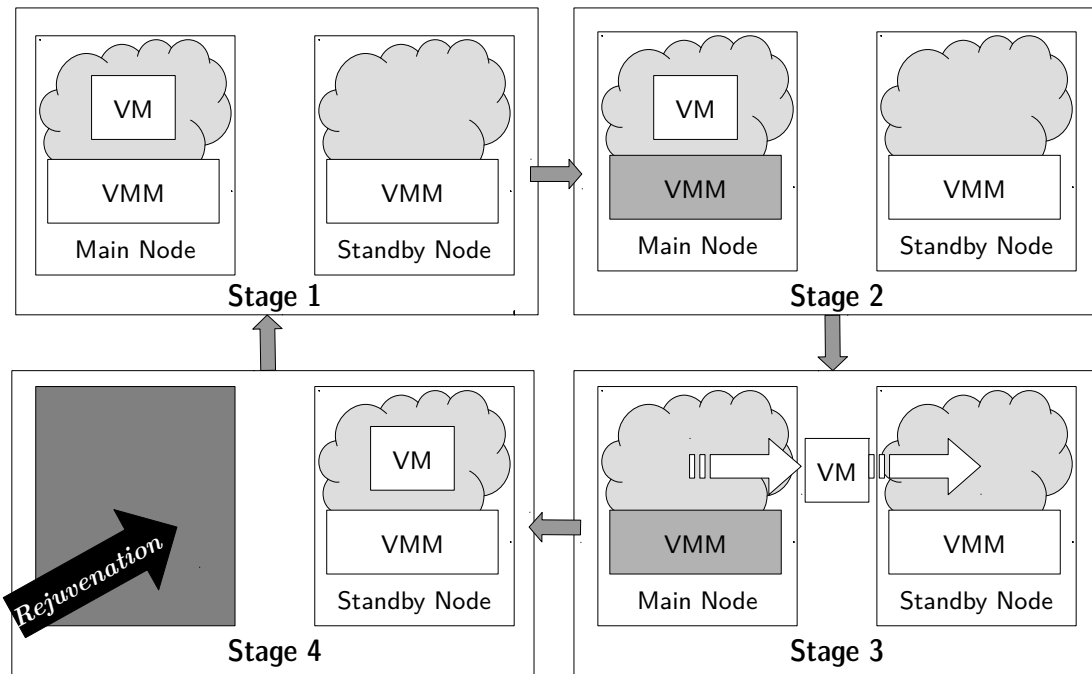 VM
VMM
Main Node
VMM
Standby Node
Stage 1
VM
VMM
Main Node
VMM
Standby Node
Stage 2
Rejuvenation
VM
VMM
Standby Node
Stage 4
VM
VMM
Main Node
VMM
Standby Node
Stage 3